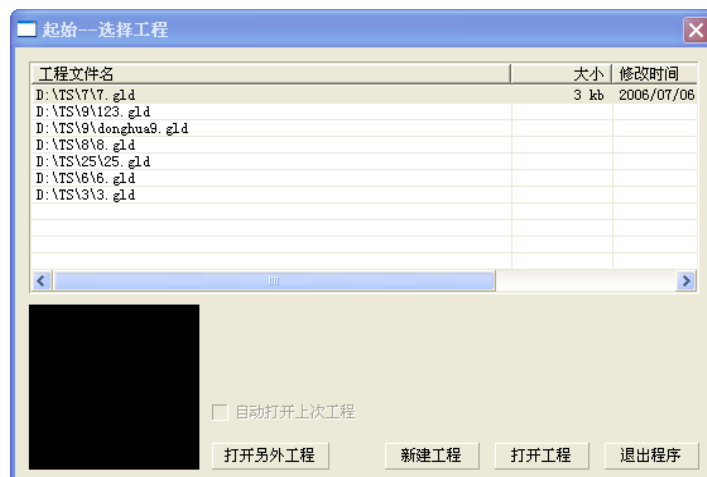 起始--选择工程
工程文件名 大小 修改时间
D:\TS\7\7.gld 3 kb 2006/07/06
D:\TS\9\123.gld
D:\TS\9\donghua9.gld
D:\TS\8\8.gld
D:\TS\25\25.gld
D:\TS\6\6.gld
D:\TS\3\3.gld
自动打开上次工程
打开另外工程 新建工程 打开工程 退出程序